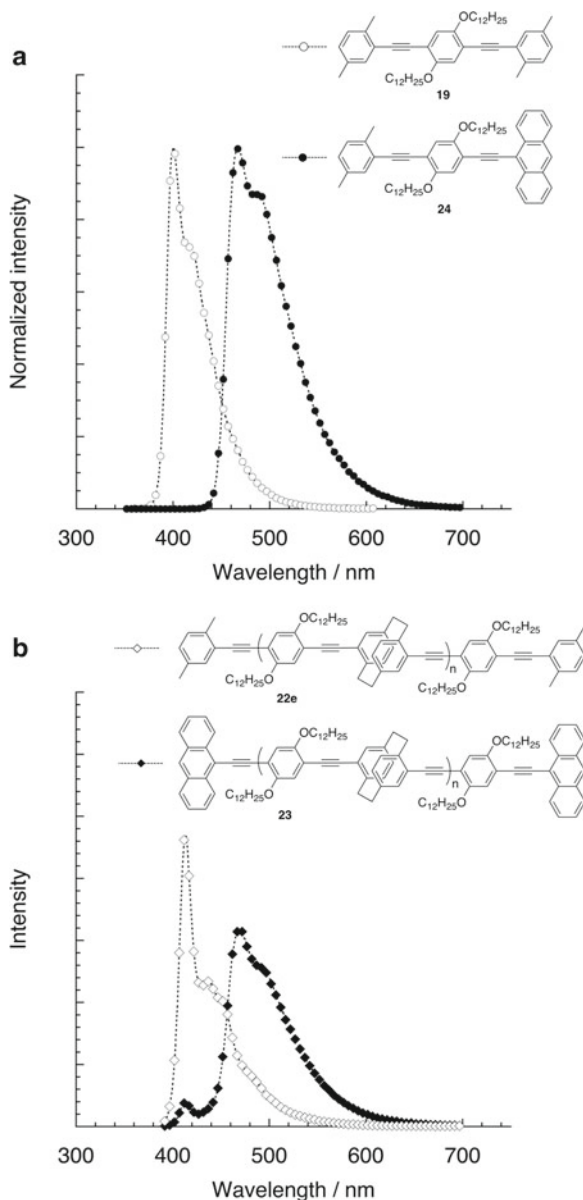 a
OC12H25
C12H25O
19
OC12H25
C12H25O
24
Normalized intensity
300 400 500 600 700
Wavelength / nm
b
OC12H25
OC12H25
n
C12H25O
C12H25O
22e
OC12H25
OC12H25
n
C12H25O
C12H25O
23
Intensity
300 400 500 600 700
Wavelength / nm